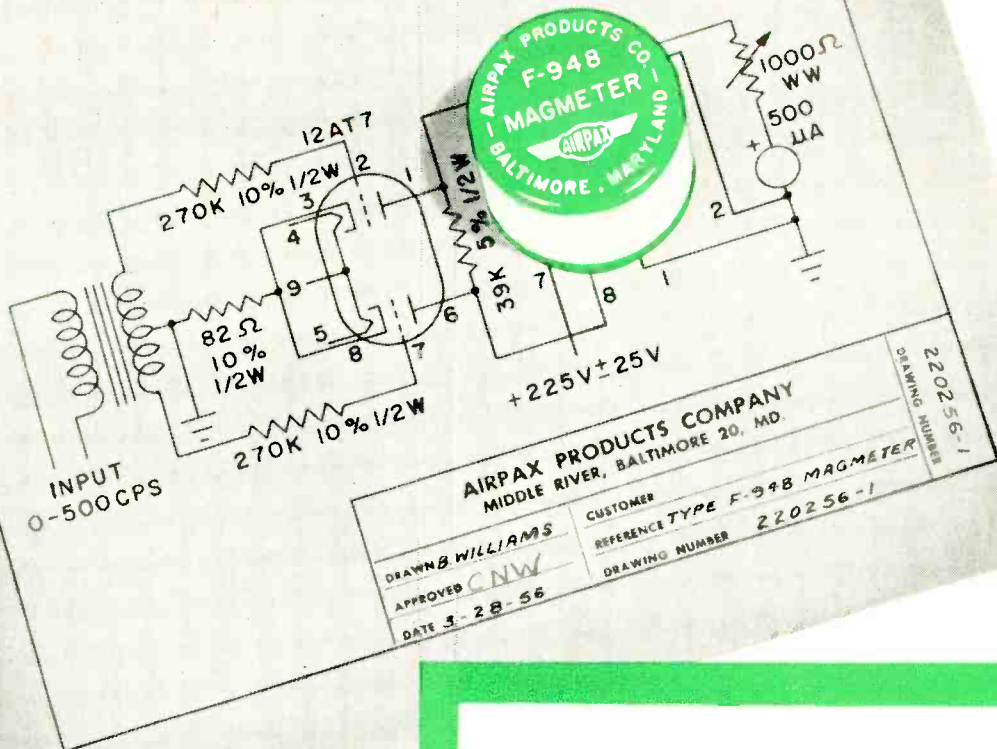 AIRPAX PRODUCTS CO.
F-948
MAGMETER
AIRPAX
BALTIMORE, MARYLAND
1000Ω
WW
500
μA
+
12AT7
270K 10% 1/2W
2
1
3
4
9
5
8
7
6
39K 5% 1/2W
82Ω
10%
1/2W
270K 10% 1/2W
7
8
1
2
+225V±25V
INPUT
0-500CPS
AIRPAX PRODUCTS COMPANY
MIDDLE RIVER, BALTIMORE 20, MD.
DRAWN B. WILLIAMS
APPROVED CNW
DATE 3-28-56
CUSTOMER
REFERENCE TYPE F-948 MAGMETER
DRAWING NUMBER 220256-1
220256-1
DRAWING NUMBER